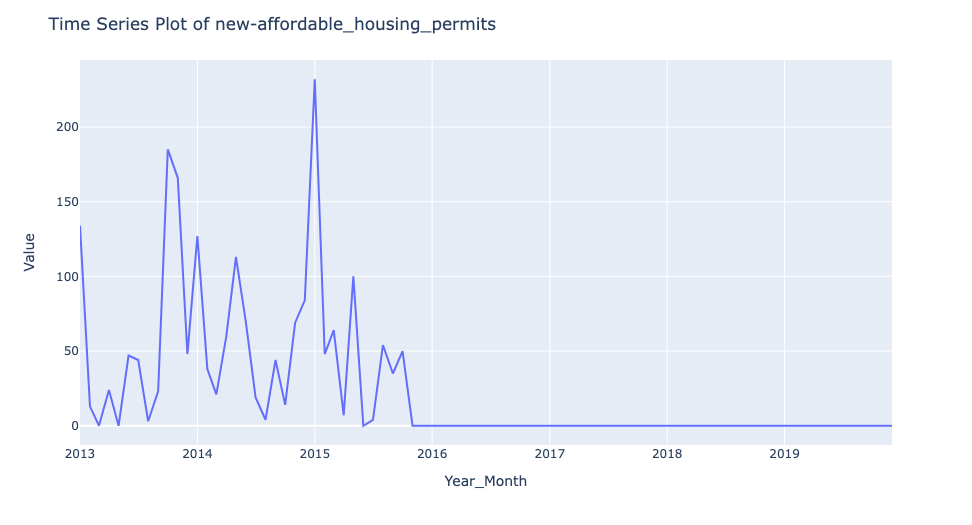 Time Series Plot of new-affordable_housing_permits
200
150
100
50
0
Value
2013 2014 2015 2016 2017 2018 2019
Year_Month